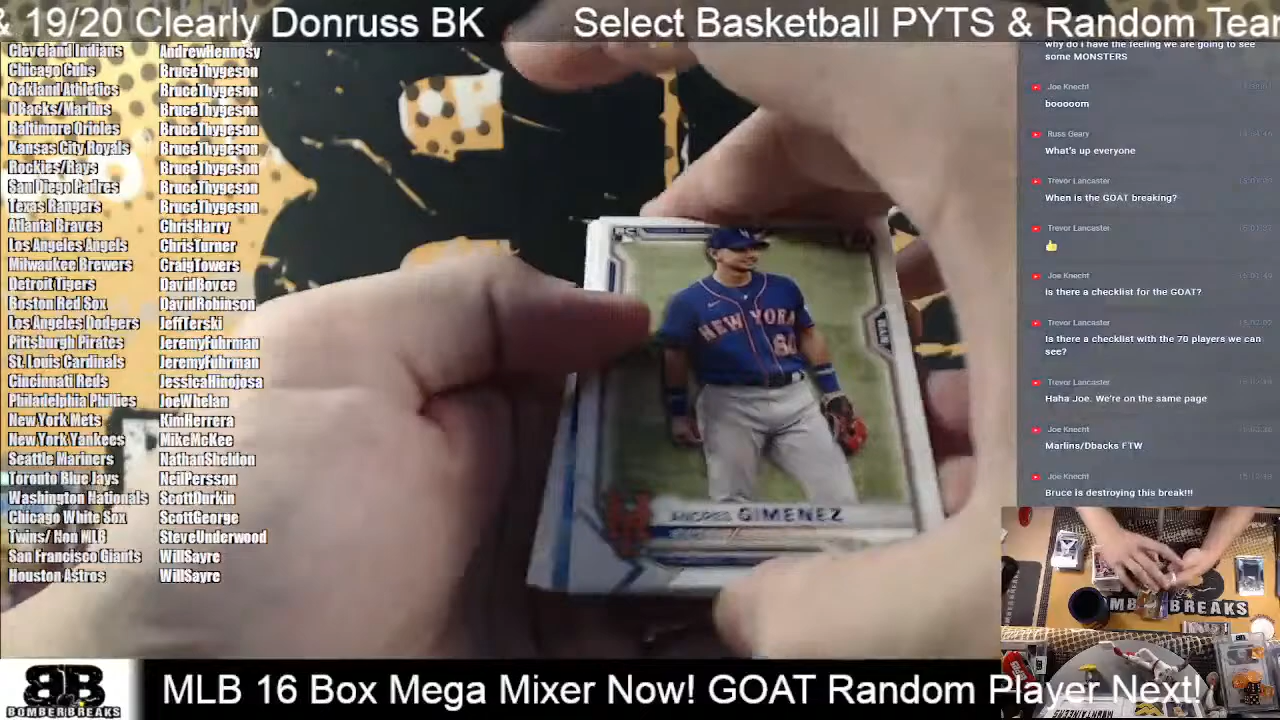 & 19/20 Clearly Donruss BK Select Basketball PYTS & Random Tear
Cleveland Indians AndrewHennosy
Chicago Cubs BruceThygeson
Oakland Athletics BruceThygeson
DBacks/Marlins BruceThygeson
Baltimore Orioles BruceThygeson
Kansas City Royals BruceThygeson
Rockies/Rays BruceThygeson
San Diego Padres BruceThygeson
Texas Rangers BruceThygeson
Atlanta Braves ChrisHarry
Los Angeles Angels ChrisTurner
Milwaukee Brewers CraigTowers
Detroit Tigers DavidBovee
Boston Red Sox DavidRobinson
Los Angeles Dodgers JeffTerski
Pittsburgh Pirates JeremyFuhrman
St. Louis Cardinals JeremyFuhrman
Cincinnati Reds JessicaHinojosa
Philadelphia Phillies JoeWhelan
New York Mets KimHerrera
New York Yankees MikeMcKee
Seattle Mariners NathanSheldon
Toronto Blue Jays NeilPersson
Washington Nationals ScottDurkin
Chicago White Sox ScottGeorge
Twins/ Non MLB SteveUnderwood
San Francisco Giants WillSayre
Houston Astros WillSayre
NEW YORK
ANDRES GIMENEZ
why do i have the feeling we are going to see
some MONSTERS
Joe Knecht
booooom
Russ Geary
What's up everyone
Trevor Lancaster
When is the GOAT breaking?
Trevor Lancaster
Joe Knecht
is there a checklist for the GOAT?
Trevor Lancaster
Is there a checklist with the 70 players we can
see?
Trevor Lancaster
Haha Joe. We're on the same page
Joe Knecht
Marlins/Dbacks FTW
Joe Knecht
Bruce is destroying this break!!!
BREAKS
BB
BOMBERBREAKS
MLB 16 Box Mega Mixer Now! GOAT Random Player Next!